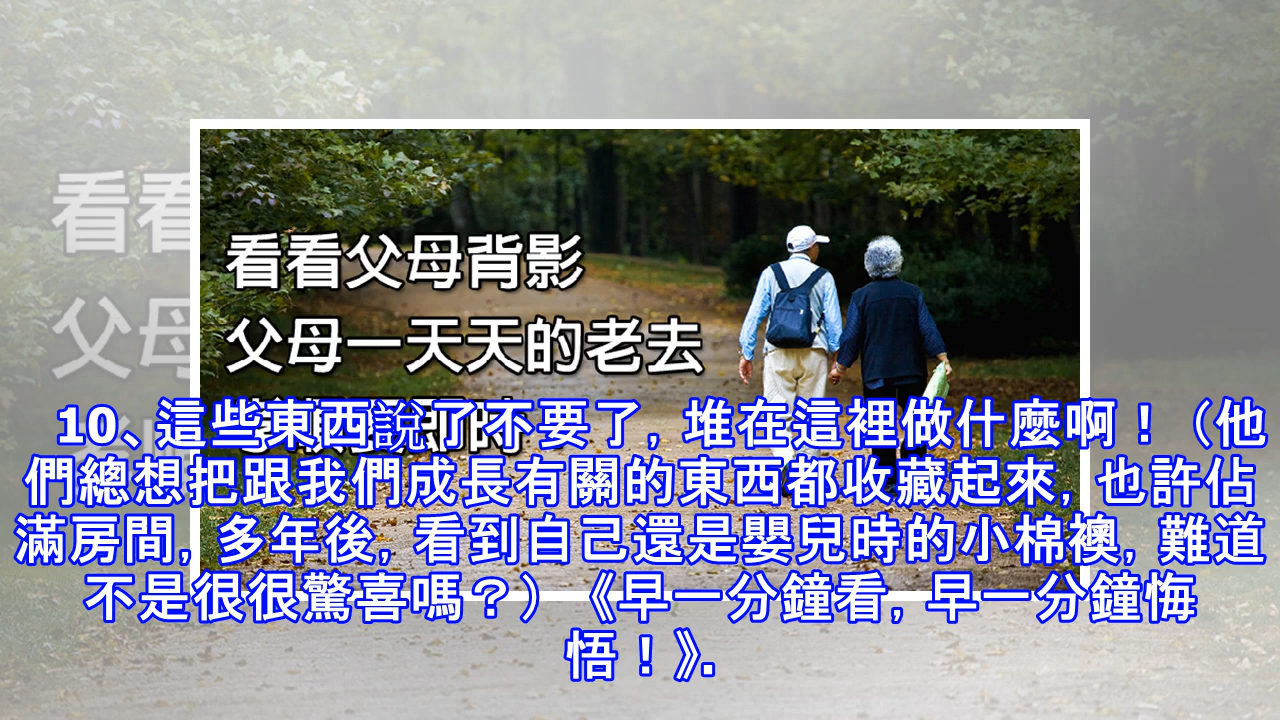 看看父母背影
父母一天天的老去
10、這些東西說了不要了, 堆在這裡做什麼啊！（他
們總想把跟我們成長有關的東西都收藏起來, 也許佔
滿房間, 多年後, 看到自己還是嬰兒時的小棉襖, 難道
不是很很驚喜嗎？）《早一分鐘看, 早一分鐘悔
悟！》.
看看
父母